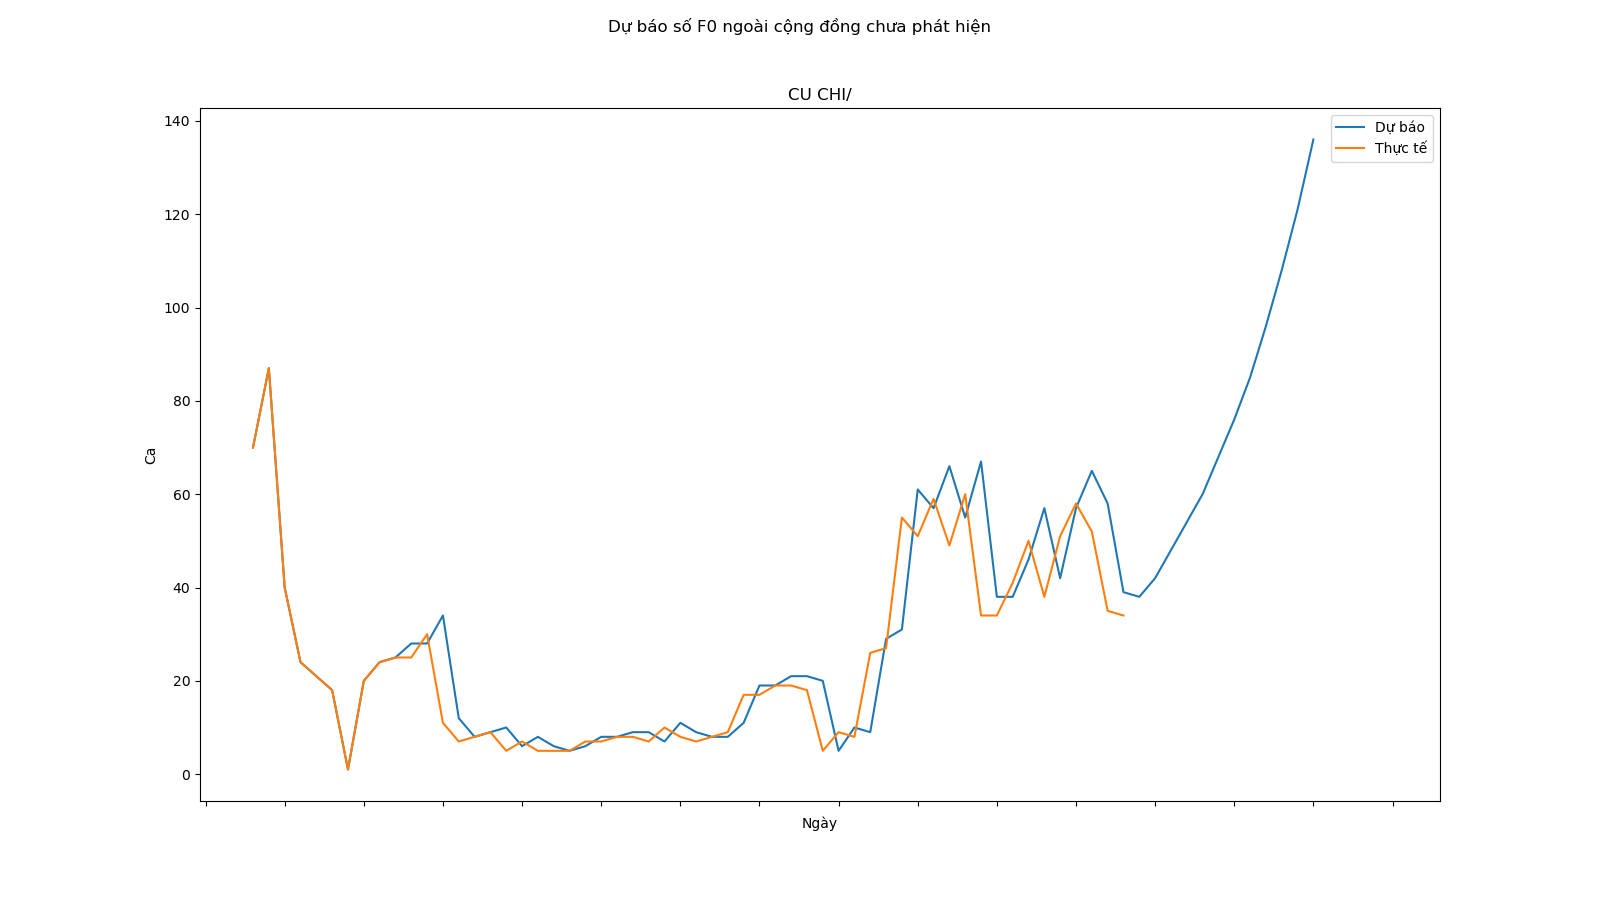 Dự báo số F0 ngoài cộng đồng chưa phát hiện
CU CHI/
140
120
100
80
60
40
20
0
Ca
Ngày
Dự báo
Thực tế